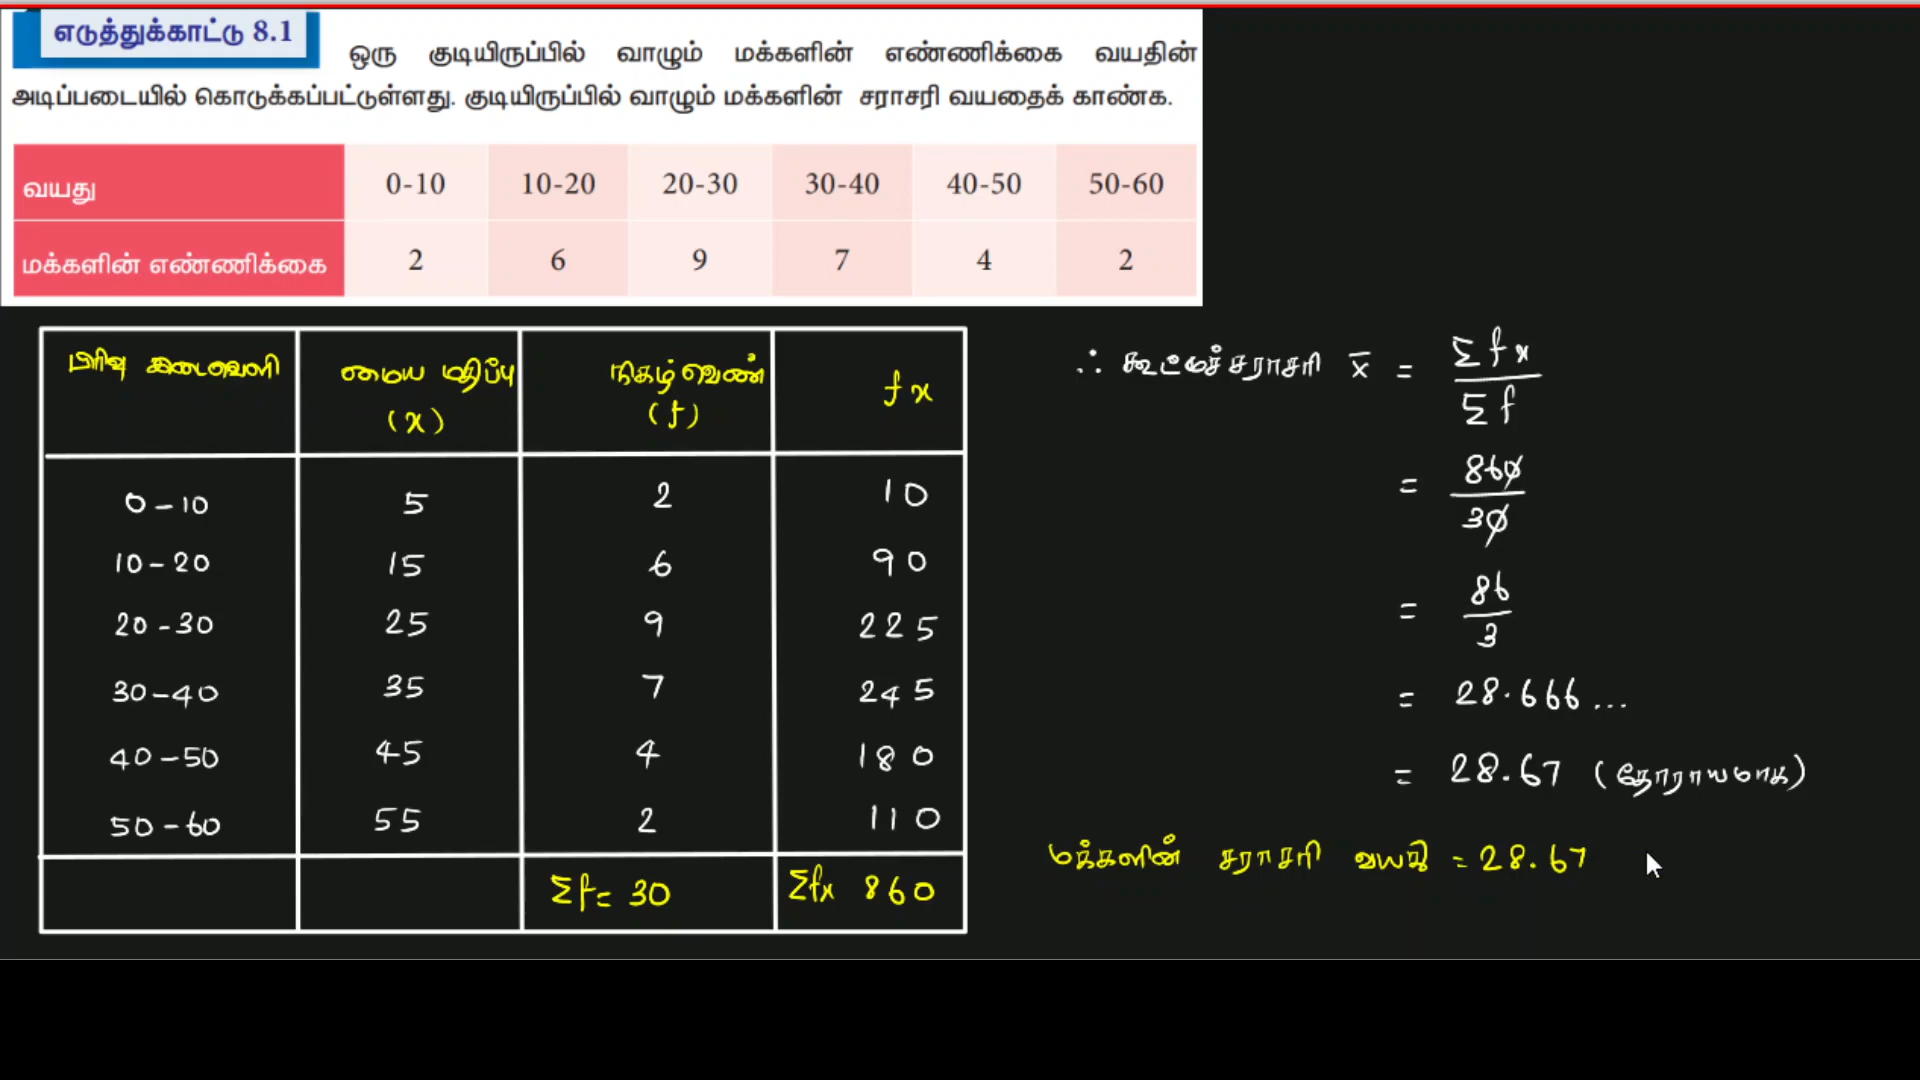 எடுத்துக்காட்டு 8.1
ஒரு குடியிருப்பில் வாழும் மக்களின் எண்ணிக்கை வயதின்
அடிப்படையில் கொடுக்கப்பட்டுள்ளது. குடியிருப்பில் வாழும் மக்களின் சராசரி வயதைக் காண்க.
வயது 0-10 10-20 20-30 30-40 40-50 50-60
மக்களின் எண்ணிக்கை 2 6 9 7 4 2
பிரிவு இடைவெளி மைய மதிப்பு (x) நிகழ்வெண் (f) fx
0-10 5 2 10
10-20 15 6 90
20-30 25 9 225
30-40 35 7 245
40-50 45 4 180
50-60 55 2 110
Σf= 30 Σfx 860
∴ கூட்டுச்சராசரி x̄ = Σfx / Σf
= 860 / 30
= 86 / 3
= 28.666...
= 28.67 (தோராயமாக)
மக்களின் சராசரி வயது = 28.67